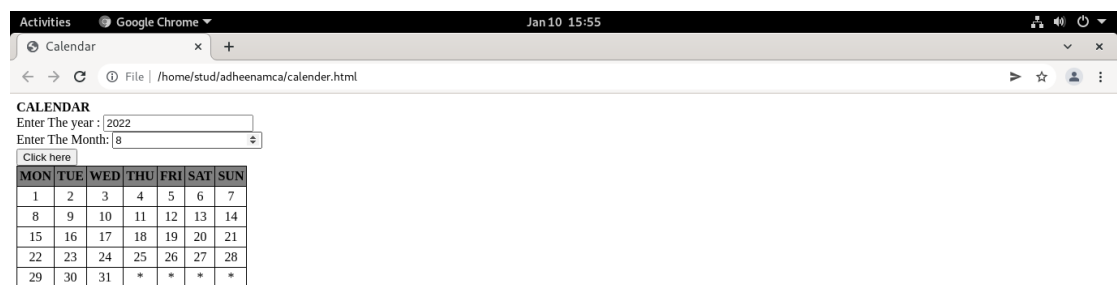 Activities Google Chrome Jan 10 15:55
Calendar × +
File /home/stud/adheenamca/calender.html
CALENDAR
Enter The year : 2022
Enter The Month: 8
Click here
MON TUE WED THU FRI SAT SUN
1 2 3 4 5 6 7
8 9 10 11 12 13 14
15 16 17 18 19 20 21
22 23 24 25 26 27 28
29 30 31 * * * *